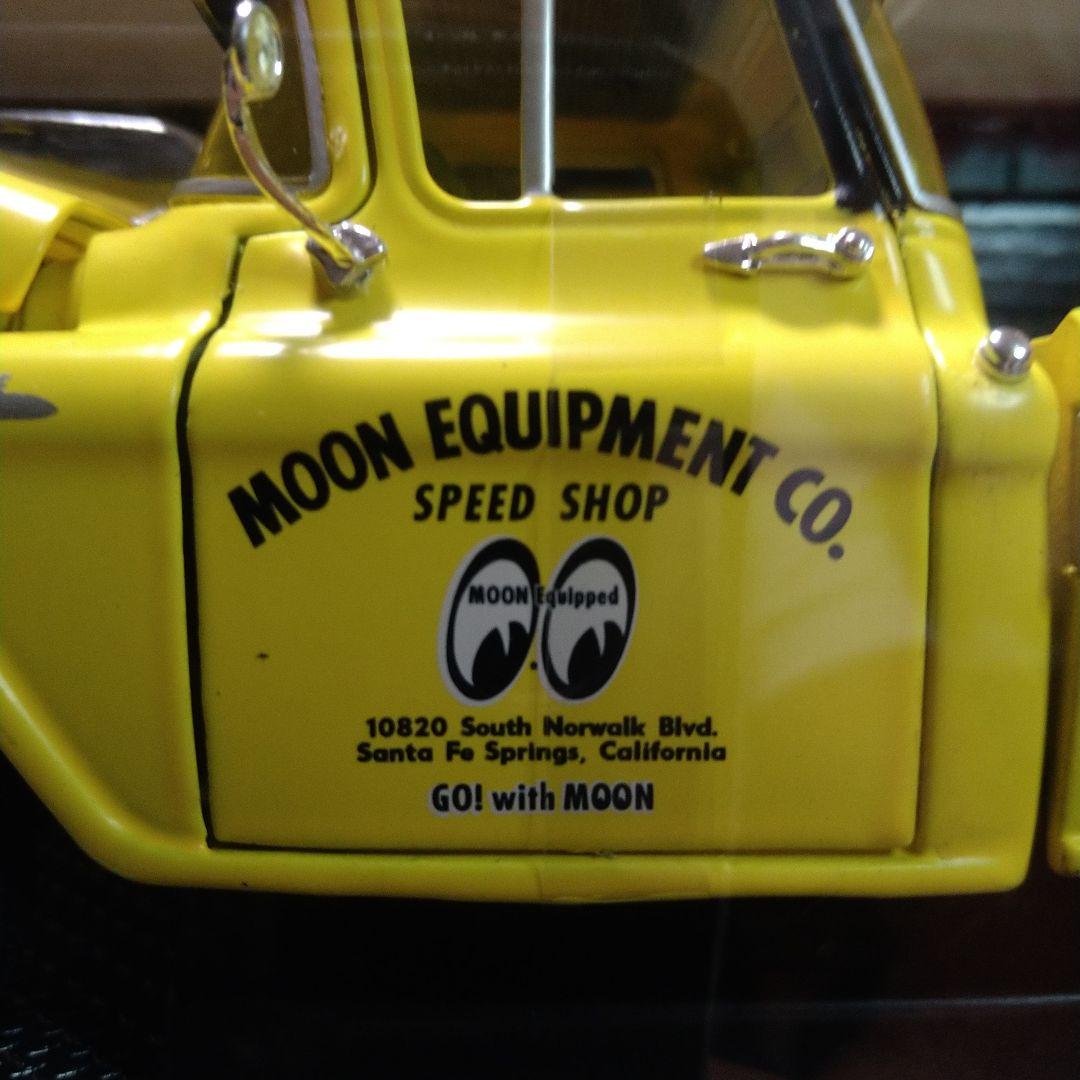 MOON EQUIPMENT CO.
SPEED SHOP
MOON Equipped
10820 South Norwalk Blvd.
Santa Fe Springs, California
GO! with MOON